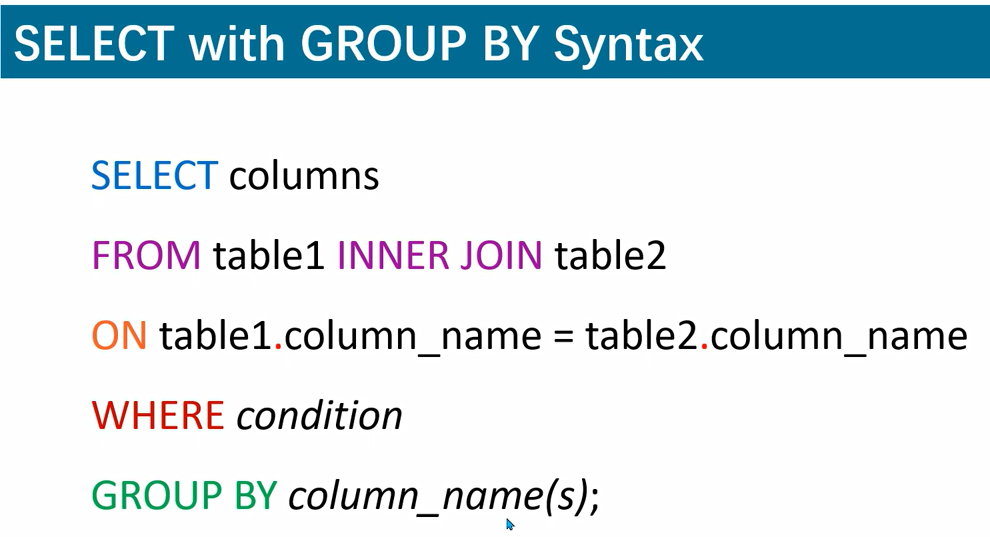 SELECT with GROUP BY Syntax
SELECT columns
FROM table1 INNER JOIN table2
ON table1.column_name = table2.column_name
WHERE condition
GROUP BY column_name(s);